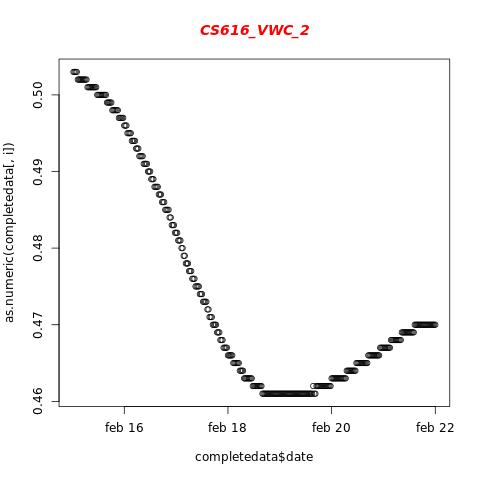 CS616_VWC_2
as.numeric(completedata[, i])
0.50
0.49
0.48
0.47
0.46
feb 16 feb 18 feb 20 feb 22
completedata$date